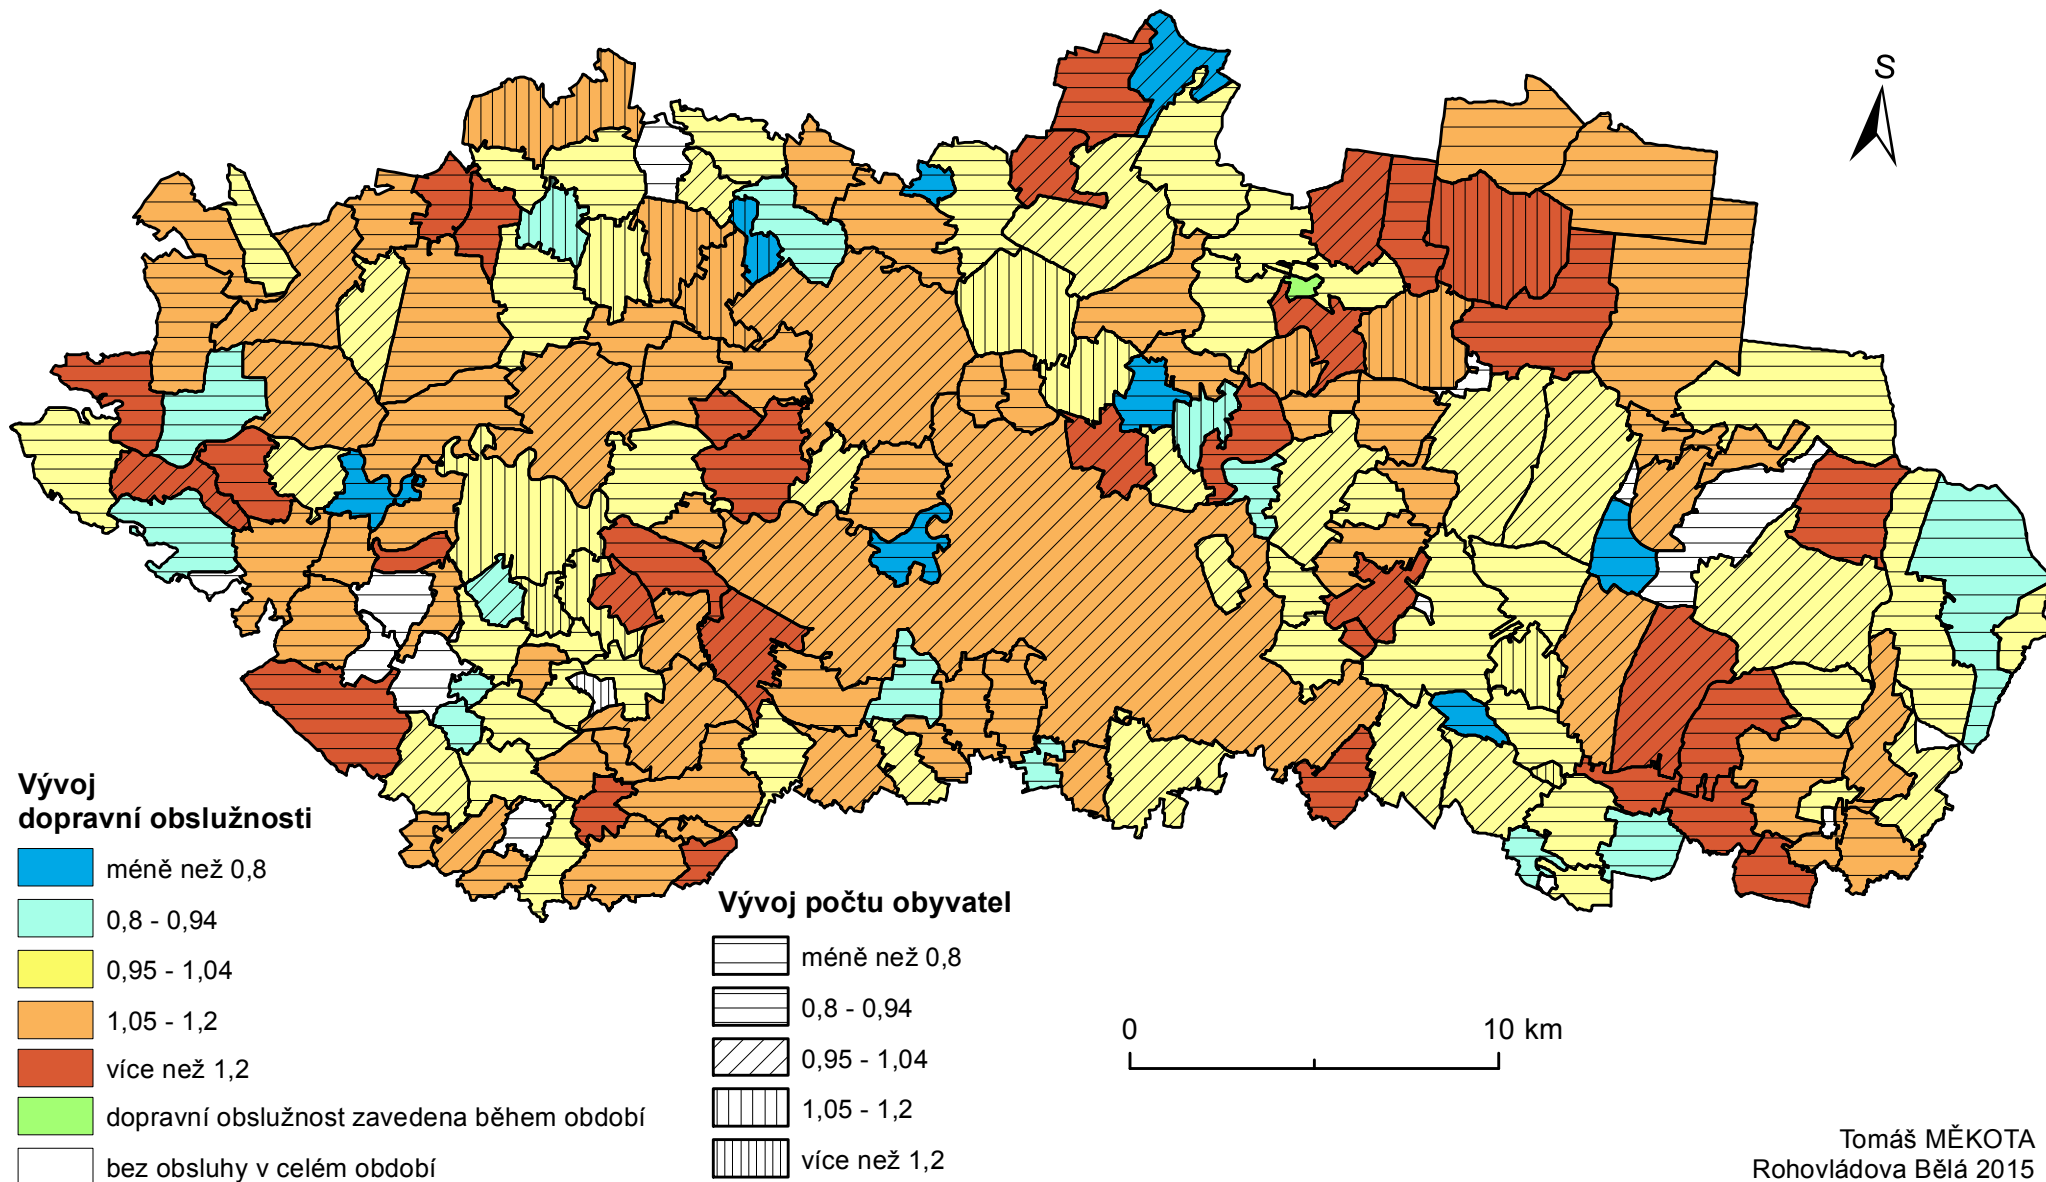 S
Vývoj
dopravní obslužnosti
méně než 0,8
0,8 - 0,94
0,95 - 1,04
1,05 - 1,2
více než 1,2
dopravní obslužnost zavedena během období
bez obsluhy v celém období
Vývoj počtu obyvatel
méně než 0,8
0,8 - 0,94
0,95 - 1,04
1,05 - 1,2
více než 1,2
0 10 km
Tomáš MĚKOTA
Rohovládova Bělá 2015